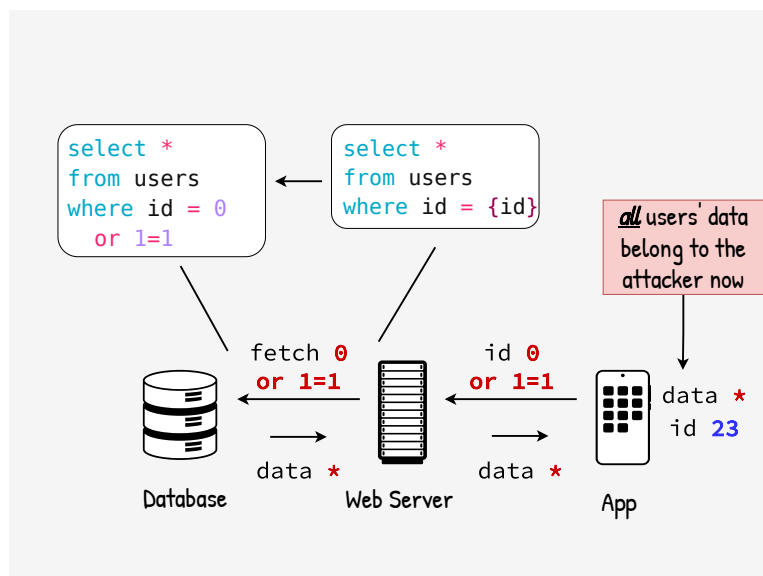 select *
from users
where id = 0
or 1=1
select *
from users
where id = {id}
all users' data
belong to the
attacker now
fetch 0
or 1=1
id 0
or 1=1
data *
id 23
data *
data *
Database
Web Server
App